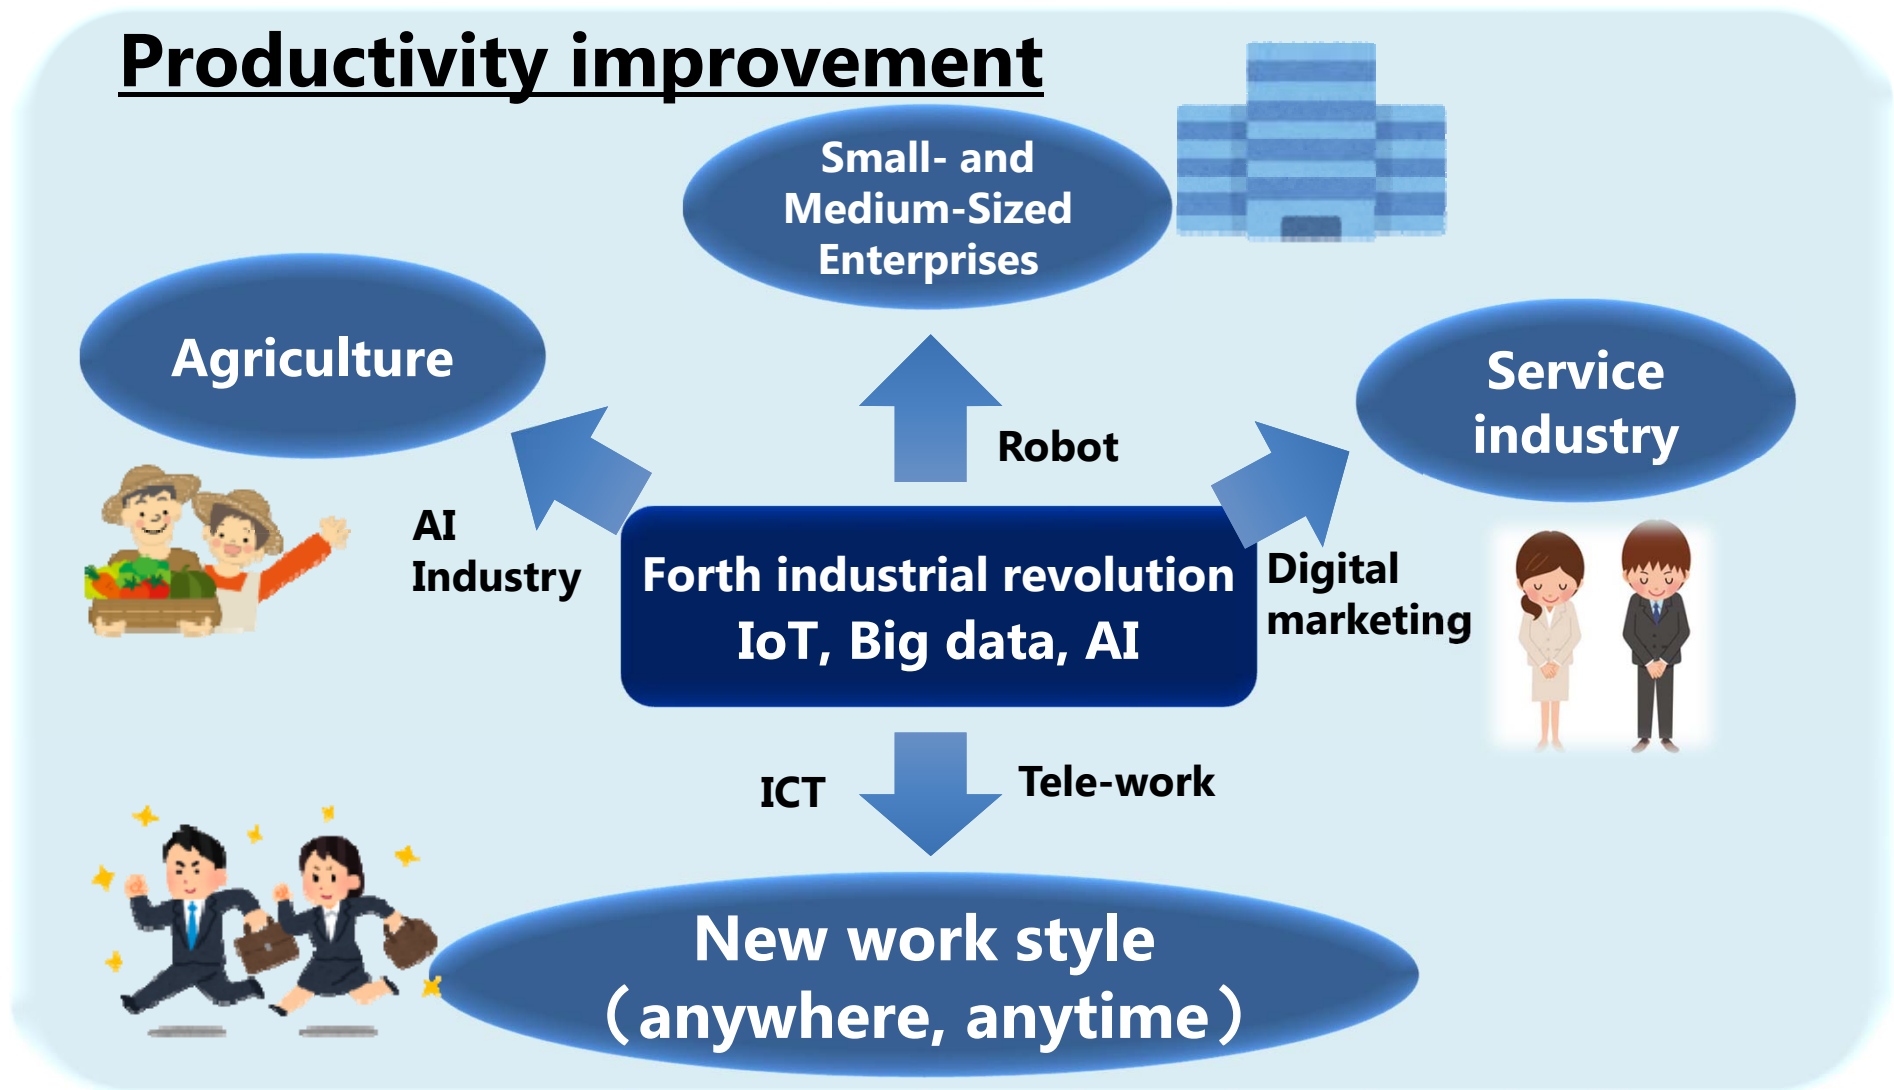 Productivity improvement
Small- and
Medium-Sized
Enterprises
Agriculture
Service
industry
Robot
AI
Industry
Forth industrial revolution
IoT, Big data, AI
Digital
marketing
ICT
Tele-work
New work style
（anywhere, anytime）